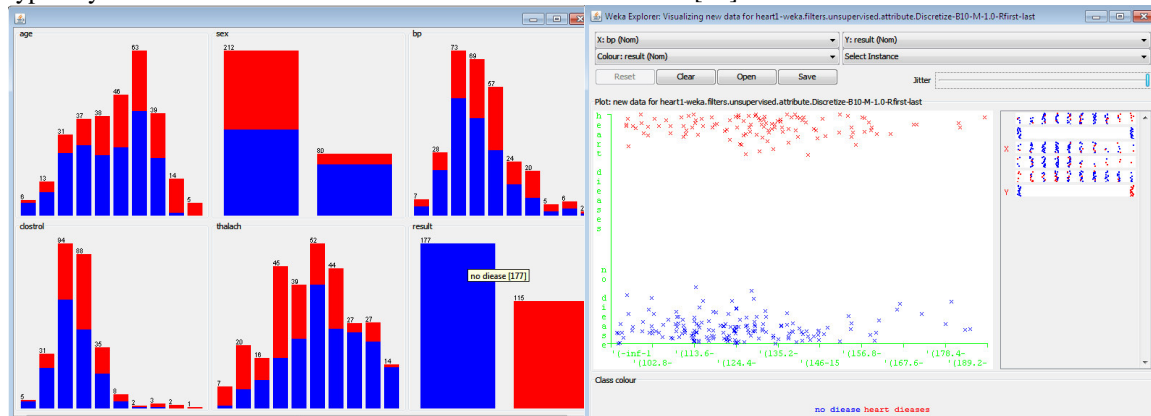 age
sex
bp
6
13
31
37
38
46
63
39
14
5
212
80
7
28
73
69
57
24
20
5
6
2
clostrol
thalach
result
5
31
94
88
35
8
2
3
2
1
7
20
16
45
39
52
44
27
27
14
177
no diease [177]
115
Weka Explorer: Visualizing new data for heart1-weka.filters.unsupervised.attribute.Discretize-B10-M-1.0-Rfirst-last
X: bp (Nom)
Y: result (Nom)
Colour: result (Nom)
Select Instance
Reset
Clear
Open
Save
Jitter
Plot: new data for heart1-weka.filters.unsupervised.attribute.Discretize-B10-M-1.0-Rfirst-last
heart dieases
no diease
'(-inf-1
'(113.6-
'(135.2-
'(156.8-
'(178.4-
'(102.8-
'(124.4-
'(146-15
'(167.6-
'(189.2-
X
Y
Class colour
no diease heart dieases